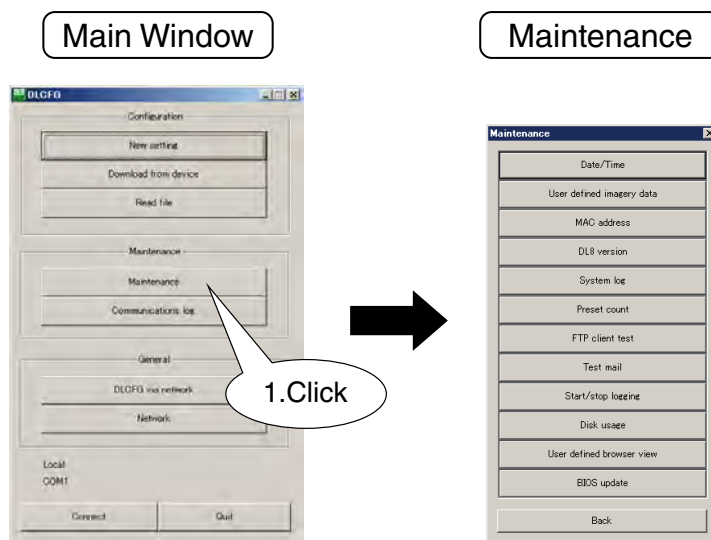 Main Window
DLCFG
Configuration
New setting
Download from device
Read file
Maintenance
Maintenance
Communications log
General
DLCFG via network
Network
Local
COM1
Connect
Quit
1.Click
Maintenance
Maintenance
Date/Time
User defined imagery data
MAC address
DL8 version
System log
Preset count
FTP client test
Test mail
Start/stop logging
Disk usage
User defined browser view
BIOS update
Back